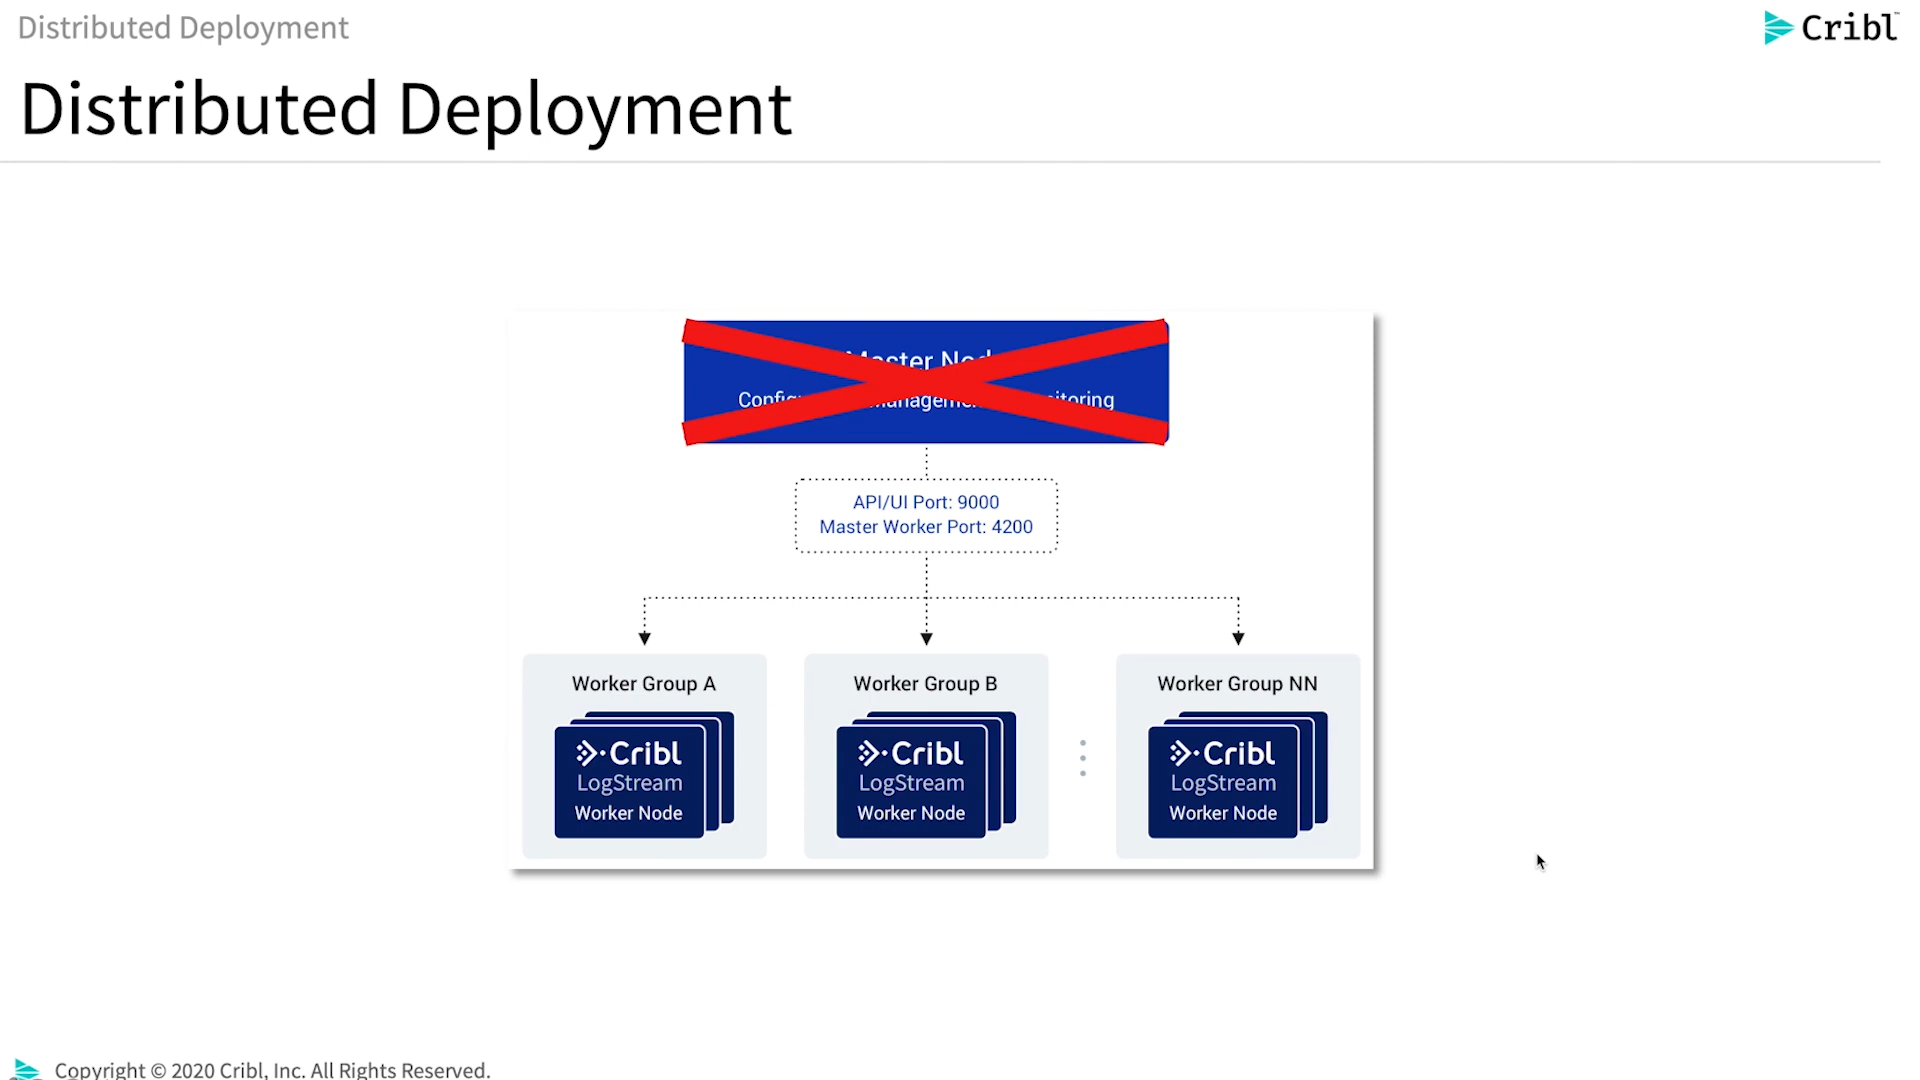 Distributed Deployment
Cribl
Distributed Deployment
Master
API/UI Port: 9000
Master Worker Port: 4200
Worker Group A
Worker Group B
Worker Group NN
Cribl
LogStream
Worker Node
Cribl
LogStream
Worker Node
Cribl
LogStream
Worker Node
Copyright © 2020 Cribl, Inc. All Rights Reserved.